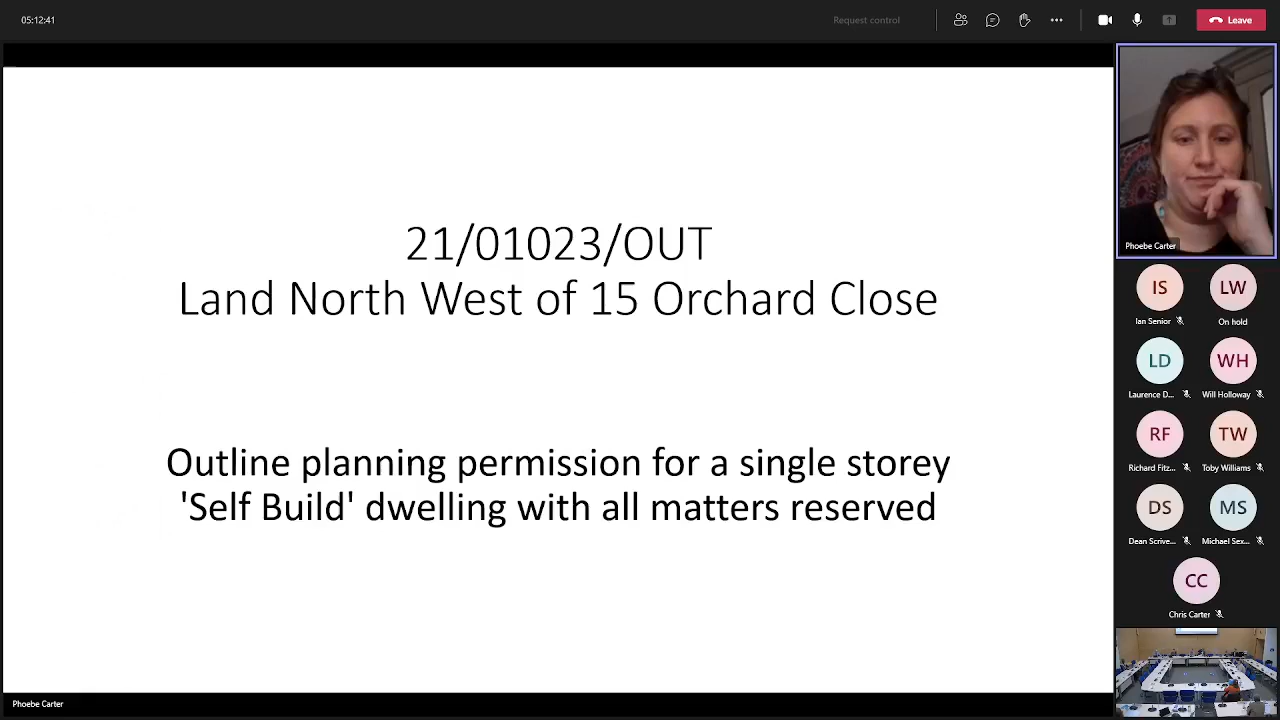 05:12:41
Request control
Leave
21/01023/OUT
Land North West of 15 Orchard Close
Outline planning permission for a single storey
'Self Build' dwelling with all matters reserved
Phoebe Carter
Phoebe Carter
IS
LW
Ian Senior
On hold
LD
WH
Laurence D...
Will Holloway
RF
TW
Richard Fitz...
Toby Williams
DS
MS
Dean Scrive...
Michael Sex...
CC
Chris Carter